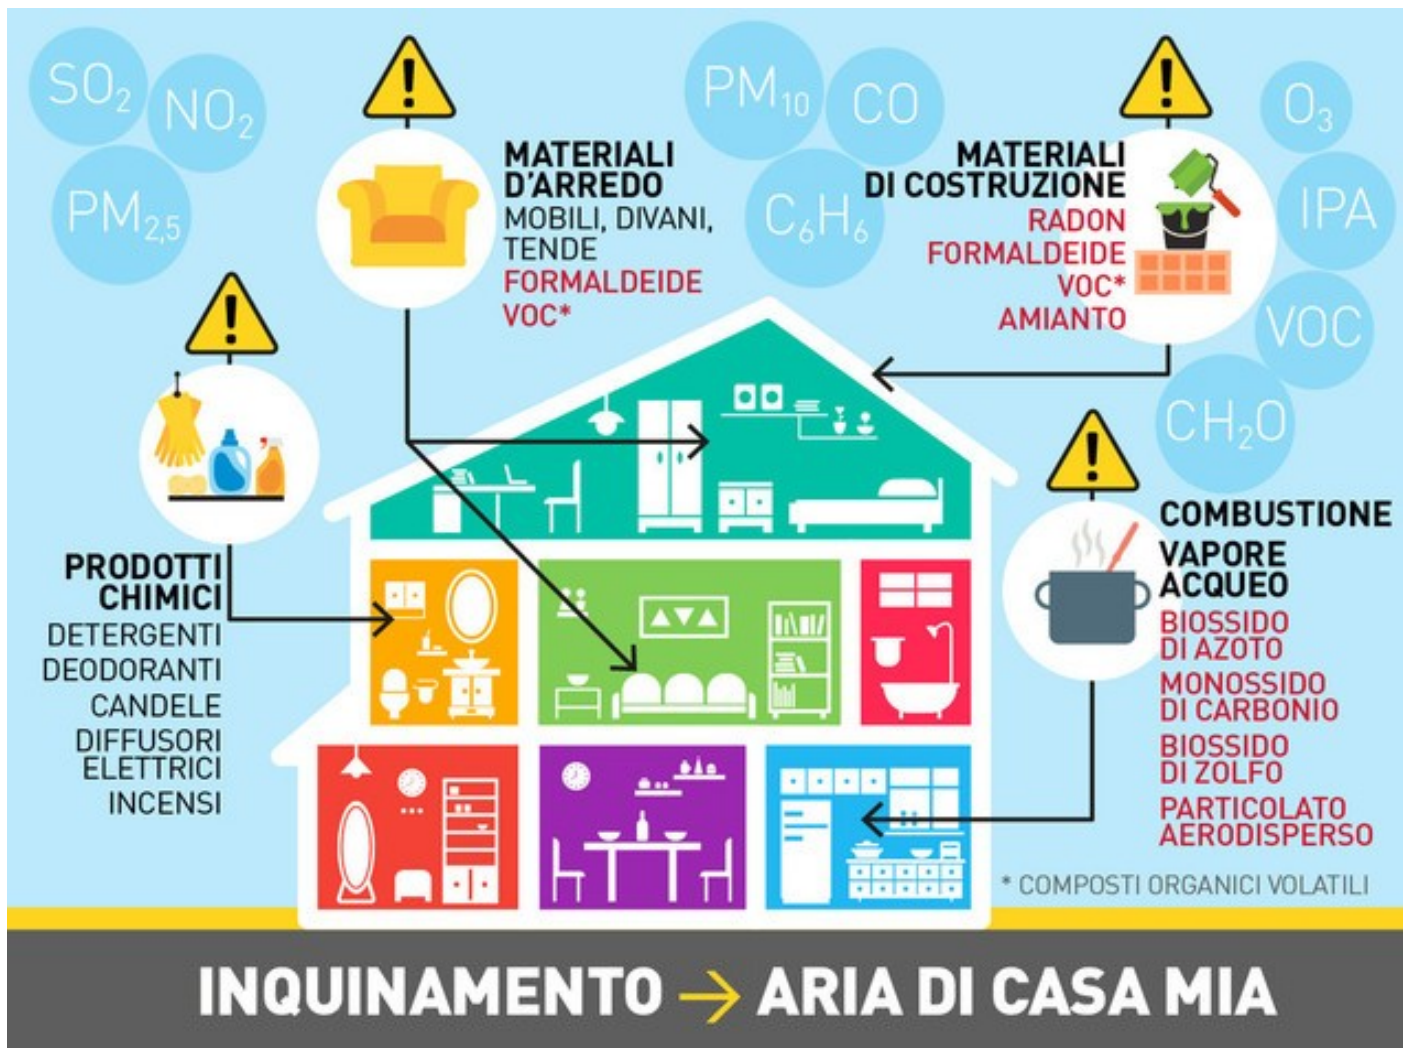 SO2
NO2
PM2,5
MATERIALI
D'ARREDO
MOBILI, DIVANI,
TENDE
FORMALDEIDE
VOC*
PM10
CO
C6H6
MATERIALI
DI COSTRUZIONE
RADON
FORMALDEIDE
VOC*
AMIANTO
O3
IPA
VOC
CH2O
PRODOTTI
CHIMICI
DETERGENTI
DEODORANTI
CANDELE
DIFFUSORI
ELETTRICI
INCENSI
COMBUSTIONE
VAPORE
ACQUEO
BIOSSIDO
DI AZOTO
MONOSSIDO
DI CARBONIO
BIOSSIDO
DI ZOLFO
PARTICOLATO
AERODISPERSO
* COMPOSTI ORGANICI VOLATILI
INQUINAMENTO → ARIA DI CASA MIA